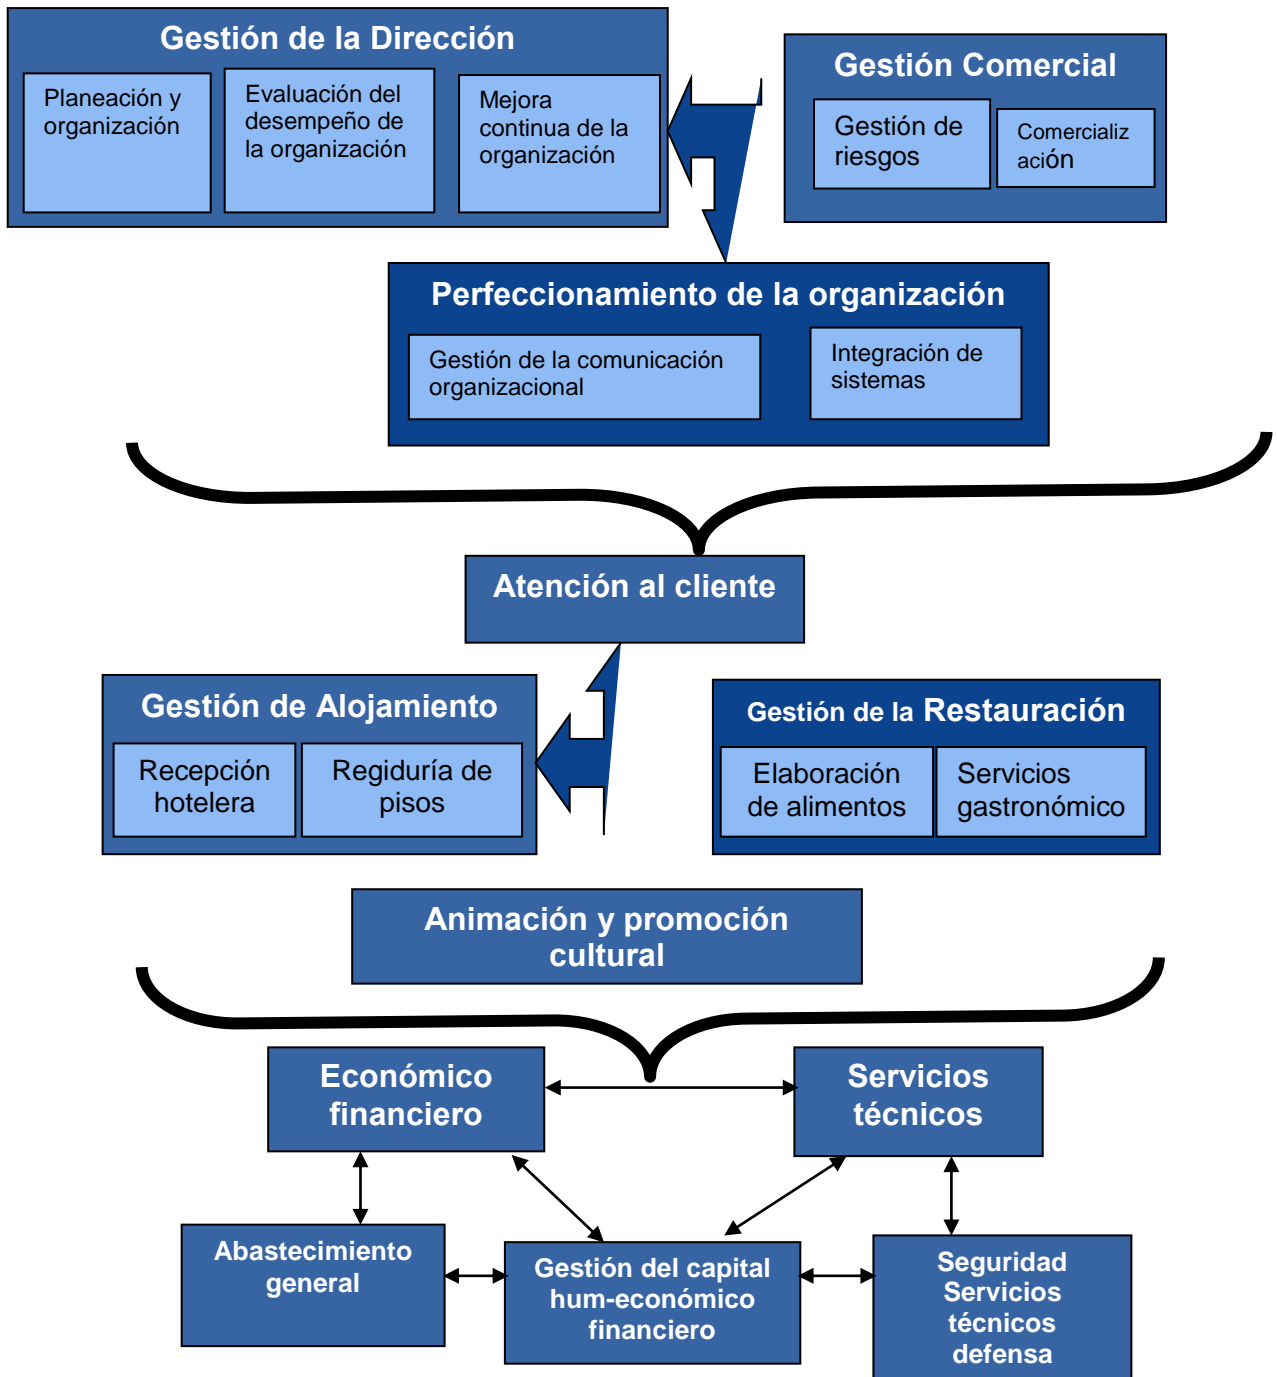 Gestión de la Dirección
Planeación y
organización
Evaluación del
desempeño de
la organización
Mejora
continua de la
organización
Gestión Comercial
Gestión de
riesgos
Comercializ
ación
Perfeccionamiento de la organización
Gestión de la comunicación
organizacional
Integración de
sistemas
Atención al cliente
Gestión de Alojamiento
Recepción
hotelera
Regiduría de
pisos
Gestión de la Restauración
Elaboración
de alimentos
Servicios
gastronómico
Animación y promoción
cultural
Económico
financiero
Servicios
técnicos
Abastecimiento
general
Gestión del capital
hum-económico
financiero
Seguridad
Servicios
técnicos
defensa